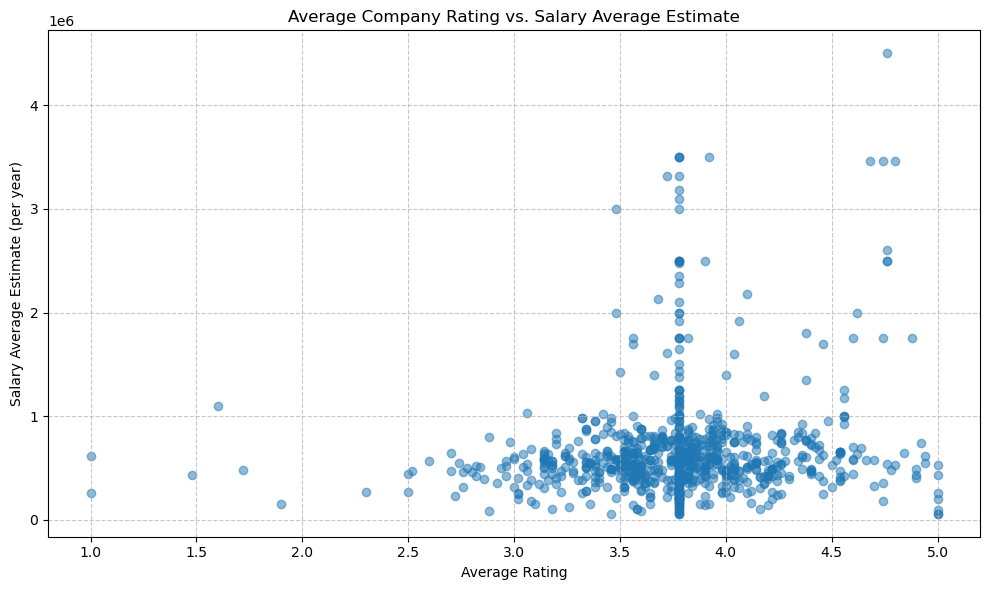 Average Company Rating vs. Salary Average Estimate
1e6
4
3
2
1
0
Salary Average Estimate (per year)
1.0 1.5 2.0 2.5 3.0 3.5 4.0 4.5 5.0
Average Rating